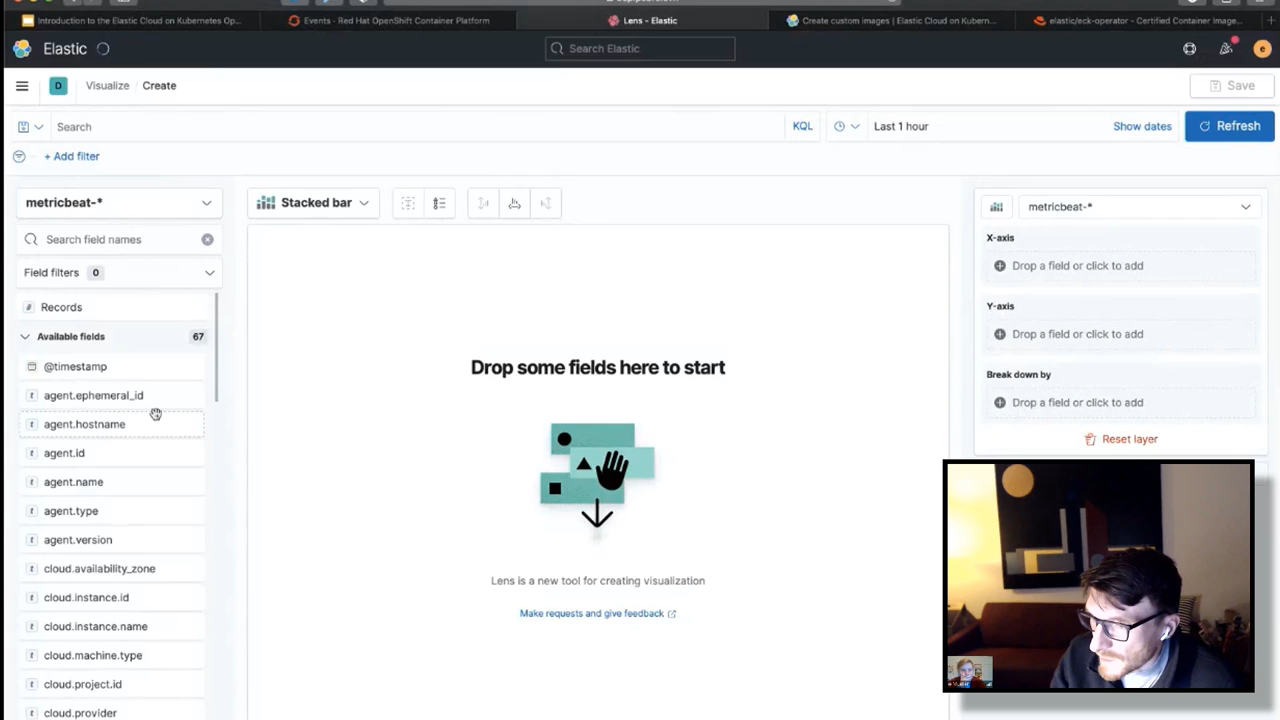 Introduction to the Elastic Cloud on Kubernetes Op...
Events · Red Hat OpenShift Container Platform
Lens - Elastic
Create custom images | Elastic Cloud on Kubern...
elastic/eck-operator - Certified Container Image...
Elastic
Search Elastic
e
D
Visualize / Create
Save
Search
KQL
Last 1 hour
Show dates
Refresh
+ Add filter
metricbeat-*
Stacked bar
metricbeat-*
Search field names
Field filters 0
Records
Available fields 67
@timestamp
agent.ephemeral_id
agent.hostname
agent.id
agent.name
agent.type
agent.version
cloud.availability_zone
cloud.instance.id
cloud.instance.name
cloud.machine.type
cloud.project.id
cloud.provider
Drop some fields here to start
Lens is a new tool for creating visualization
Make requests and give feedback
X-axis
Drop a field or click to add
Y-axis
Drop a field or click to add
Break down by
Drop a field or click to add
Reset layer